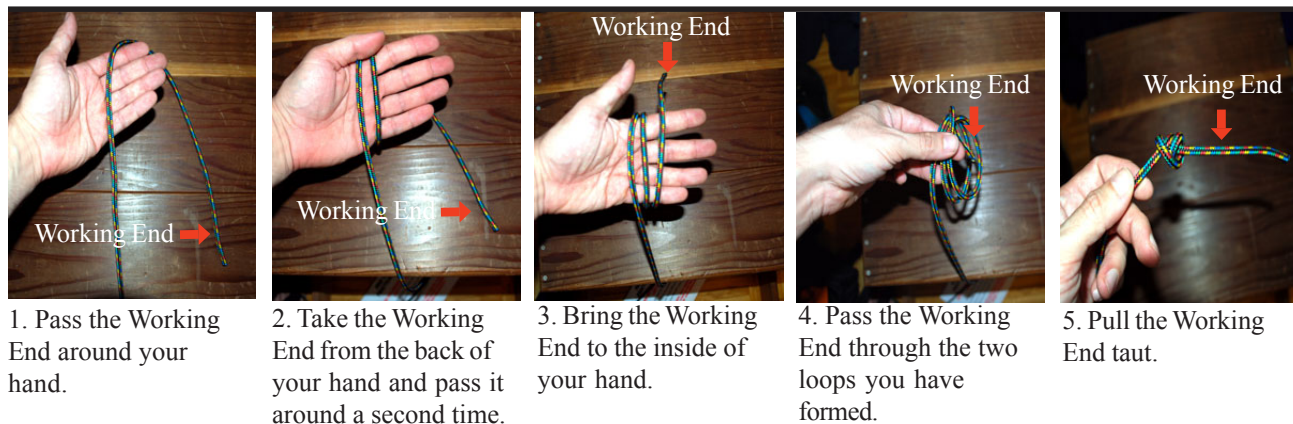 Working End
Working End
Working End
Working End
Working End
1. Pass the Working
End around your
hand.
2. Take the Working
End from the back of
your hand and pass it
around a second time.
3. Bring the Working
End to the inside of
your hand.
4. Pass the Working
End through the two
loops you have
formed.
5. Pull the Working
End taut.